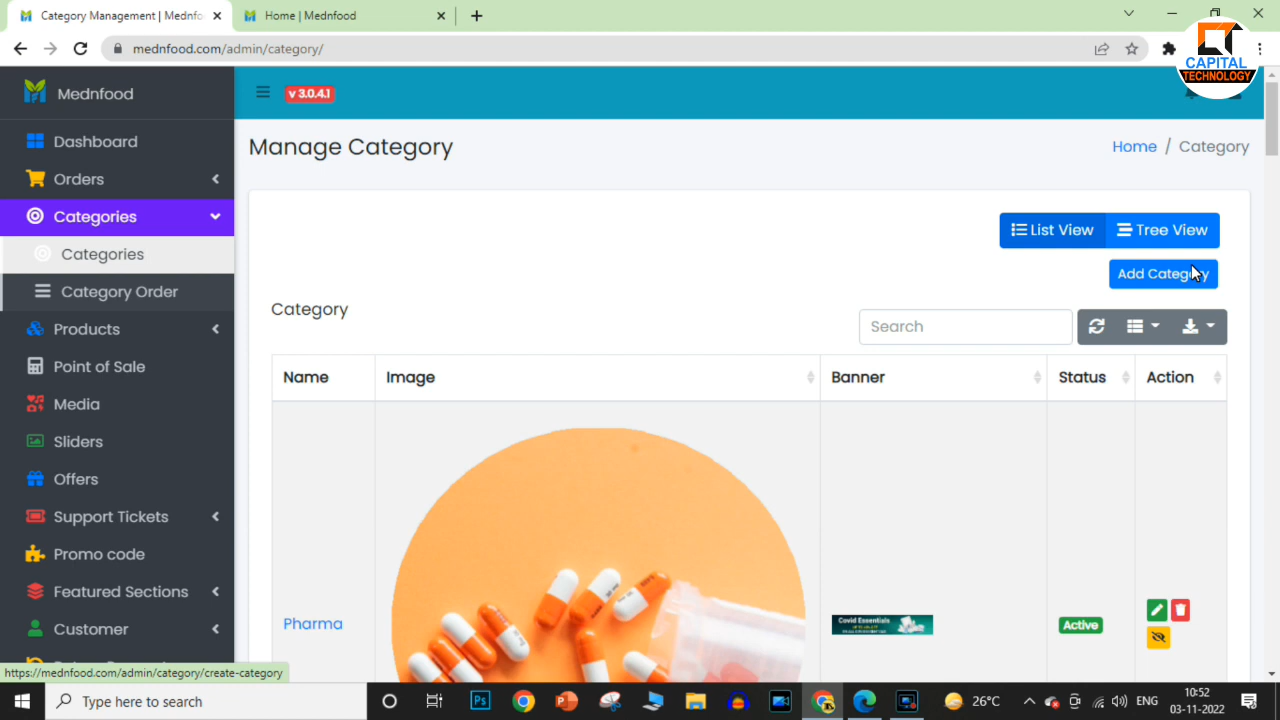 Category Management | Mednfo
Home | Mednfood
mednfood.com/admin/category/
CAPITAL
TECHNOLOGY
Mednfood
v 3.0.4.1
Dashboard
Orders
Categories
Categories
Category Order
Products
Point of Sale
Media
Sliders
Offers
Support Tickets
Promo code
Featured Sections
Customer
Manage Category
Home / Category
List View
Tree View
Add Category
Category
Search
Name Image Banner Status Action
Pharma
Covid Essentials
Active
https://mednfood.com/admin/category/create-category
Type here to search
Ps
26°C
ENG
10:52
03-11-2022